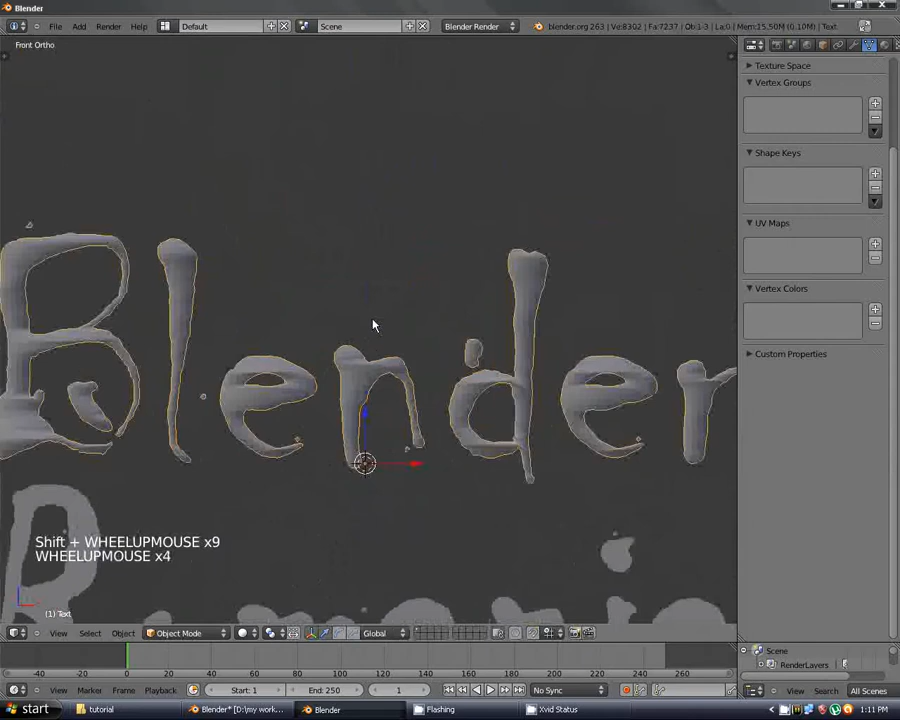 Blender
File Add Render Help Default Scene Blender Render blender.org 263 | Ve:8302 | Fa:7237 | Ob:1-3 | La:0 | Mem:15.50M (0.10M) | Text
Front Ortho
Texture Space
Vertex Groups
Shape Keys
UV Maps
Vertex Colors
Custom Properties
Blender
Shift + WHEELUPMOUSE x9
WHEELUPMOUSE x4
(1) Text
View Select Object Object Mode Global
Scene
RenderLayers
-40 -20 0 20 40 60 80 100 120 140 160 180 200 220 240 260
View Marker Frame Playback Start: 1 End: 250 1 No Sync View Search All Scenes
start tutorial Blender* [D:\my work... Blender Flashing Xvid Status 1:11 PM